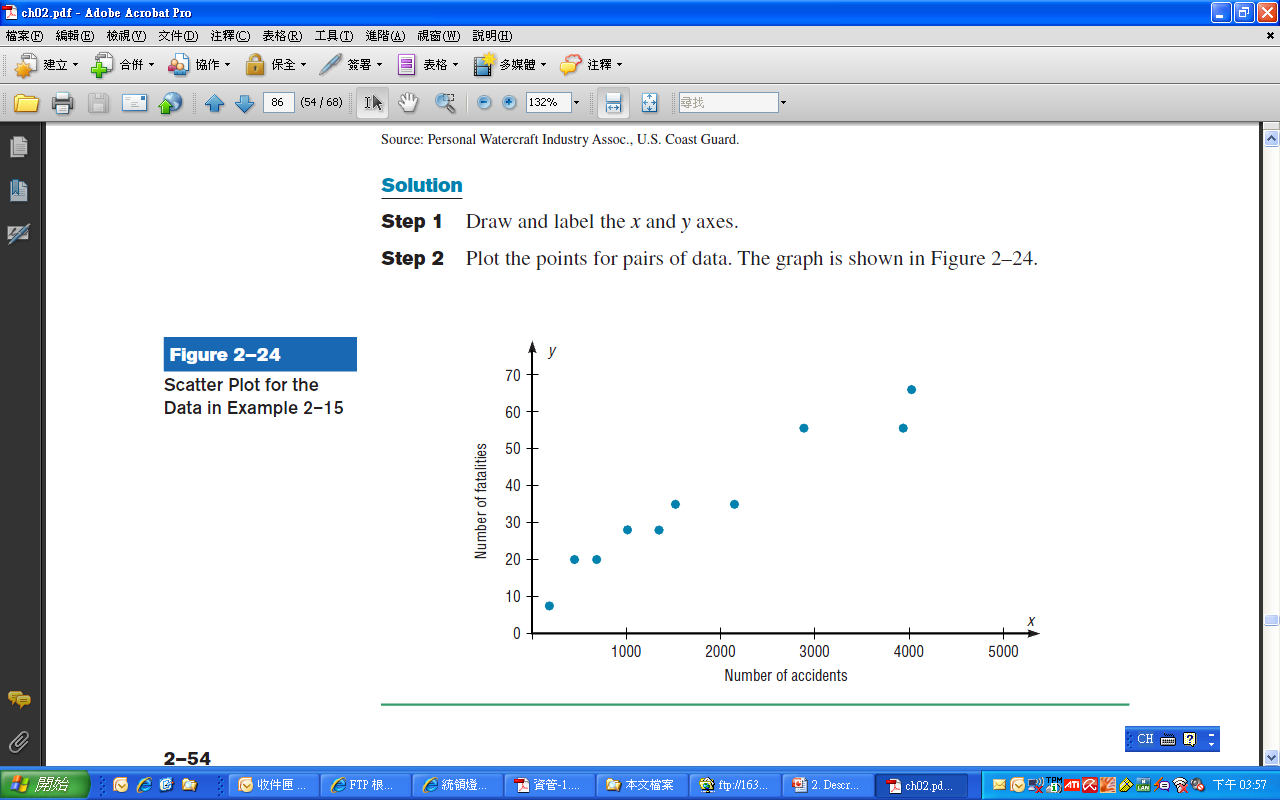 ch02.pdf - Adobe Acrobat Pro
檔案(F) 編輯(E) 檢視(V) 文件(D) 注釋(C) 表格(R) 工具(T) 進階(A) 視窗(W) 說明(H)
建立 合併 協作 保全 簽署 表格 多媒體 注釋
86 (54 / 68) 132% 尋找
Source: Personal Watercraft Industry Assoc., U.S. Coast Guard.
Solution
Step 1 Draw and label the x and y axes.
Step 2 Plot the points for pairs of data. The graph is shown in Figure 2–24.
Figure 2–24
Scatter Plot for the
Data in Example 2–15
y
70
60
50
40
30
20
10
0
Number of fatalities
x
1000 2000 3000 4000 5000
Number of accidents
2–54
CH
開始 收件匣 ... FTP 根... 統領燈... 資管-1.... 本交檔案 ftp://163... 2. Descr... ch02.pd... 下午 03:57